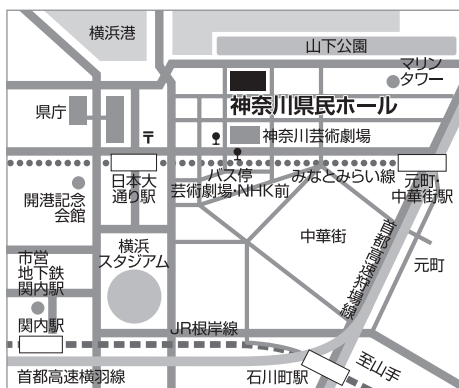 横浜港
山下公園
マリン
タワー
神奈川県民ホール
県庁
〒
神奈川芸術劇場
日本大
通り駅
バス停
芸術劇場・NHK前
みなとみらい線
元町・
中華街駅
開港記念
会館
横浜
スタジアム
中華街
首都高速狩場線
元町
市営
地下鉄
関内駅
関内駅
JR根岸線
首都高速横羽線
石川町駅
至山手